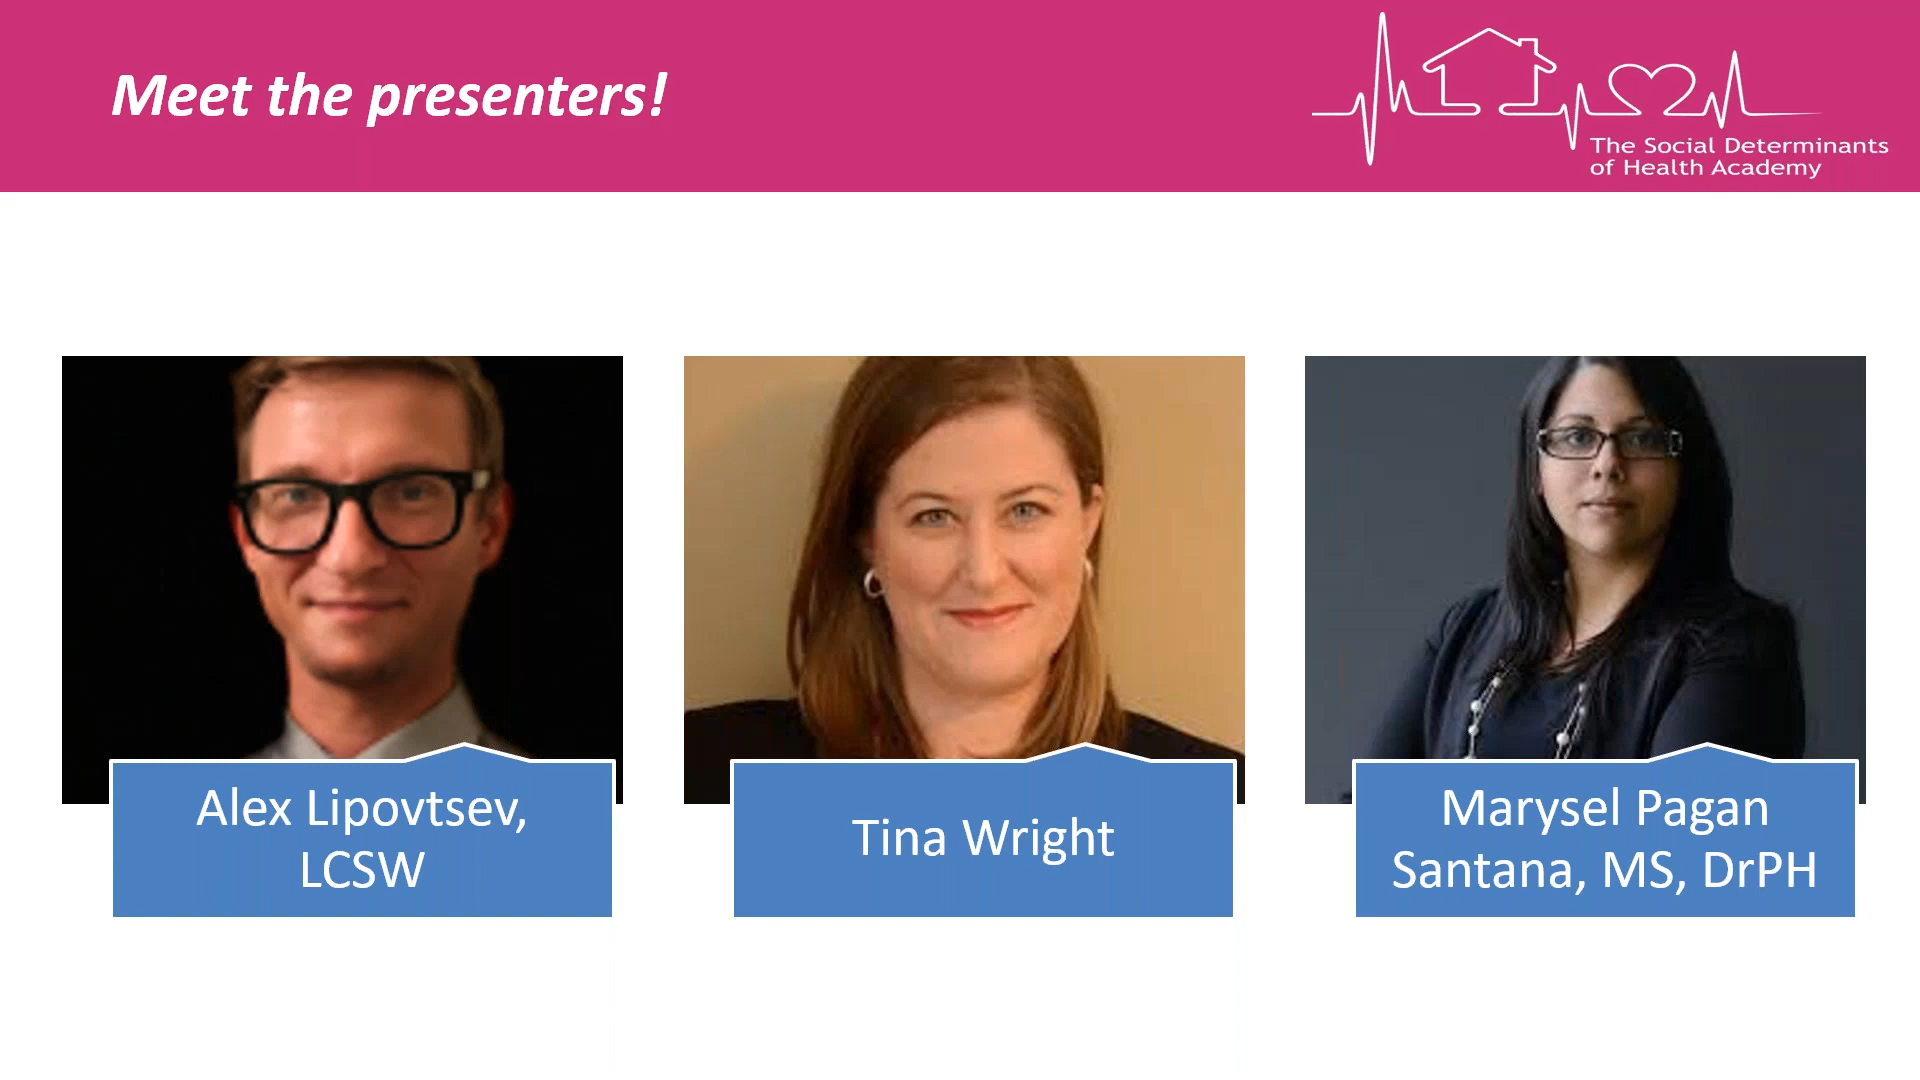 Meet the presenters!
The Social Determinants
of Health Academy
Alex Lipovtsev,
LCSW
Tina Wright
Marysel Pagan
Santana, MS, DrPH